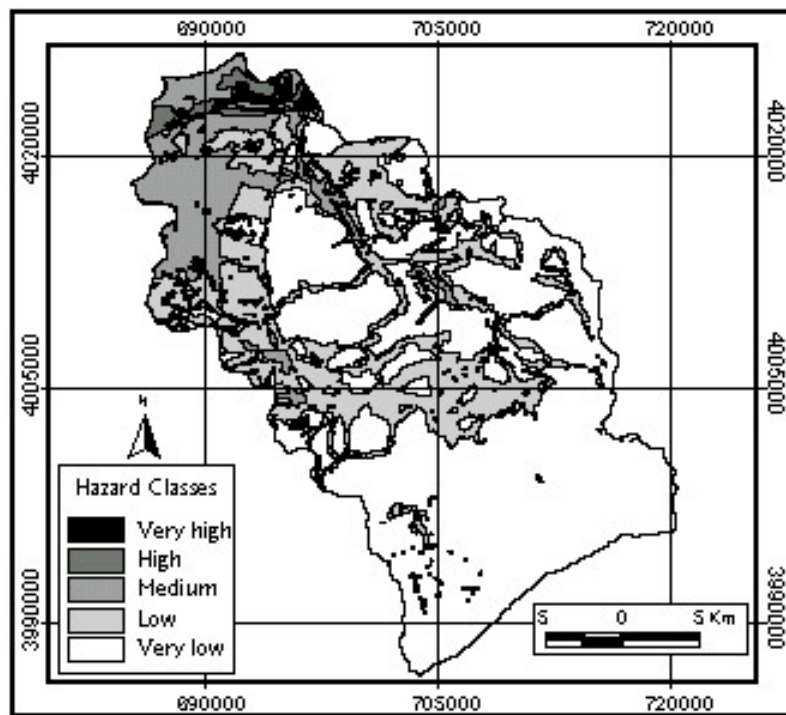 690000 705000 720000
4020000 4020000
4005000 4005000
3990000 3990000
N
Hazard Classes
Very high
High
Medium
Low
Very low
5 0 5 Km
690000 705000 720000